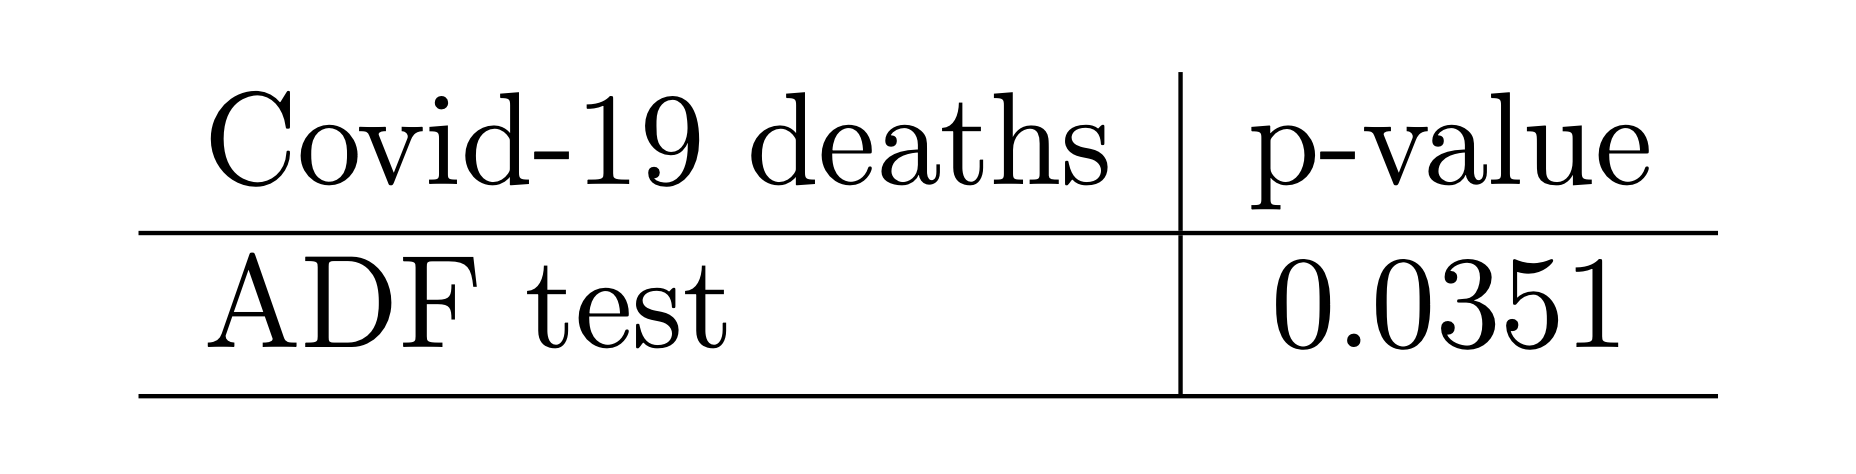 Covid-19 deaths p-value
ADF test 0.0351